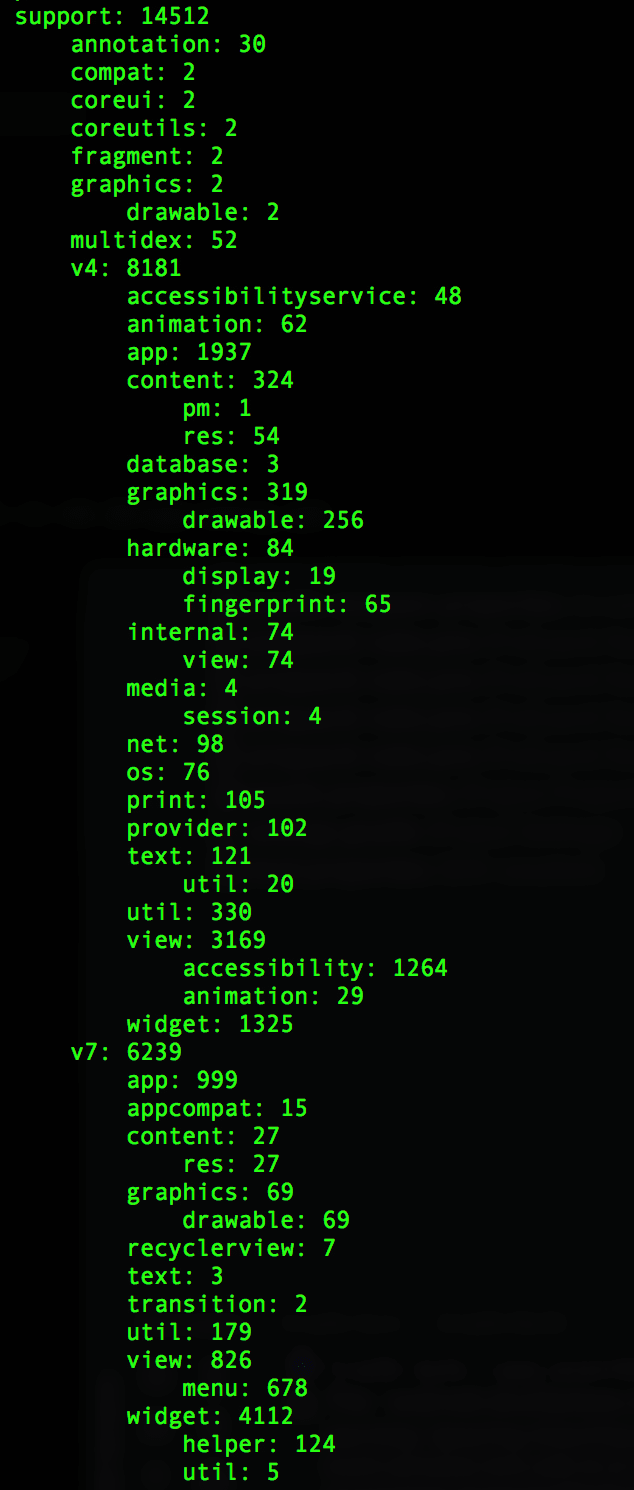 support: 14512
annotation: 30
compat: 2
coreui: 2
coreutils: 2
fragment: 2
graphics: 2
drawable: 2
multidex: 52
v4: 8181
accessibilityservice: 48
animation: 62
app: 1937
content: 324
pm: 1
res: 54
database: 3
graphics: 319
drawable: 256
hardware: 84
display: 19
fingerprint: 65
internal: 74
view: 74
media: 4
session: 4
net: 98
os: 76
print: 105
provider: 102
text: 121
util: 20
util: 330
view: 3169
accessibility: 1264
animation: 29
widget: 1325
v7: 6239
app: 999
appcompat: 15
content: 27
res: 27
graphics: 69
drawable: 69
recyclerview: 7
text: 3
transition: 2
util: 179
view: 826
menu: 678
widget: 4112
helper: 124
util: 5